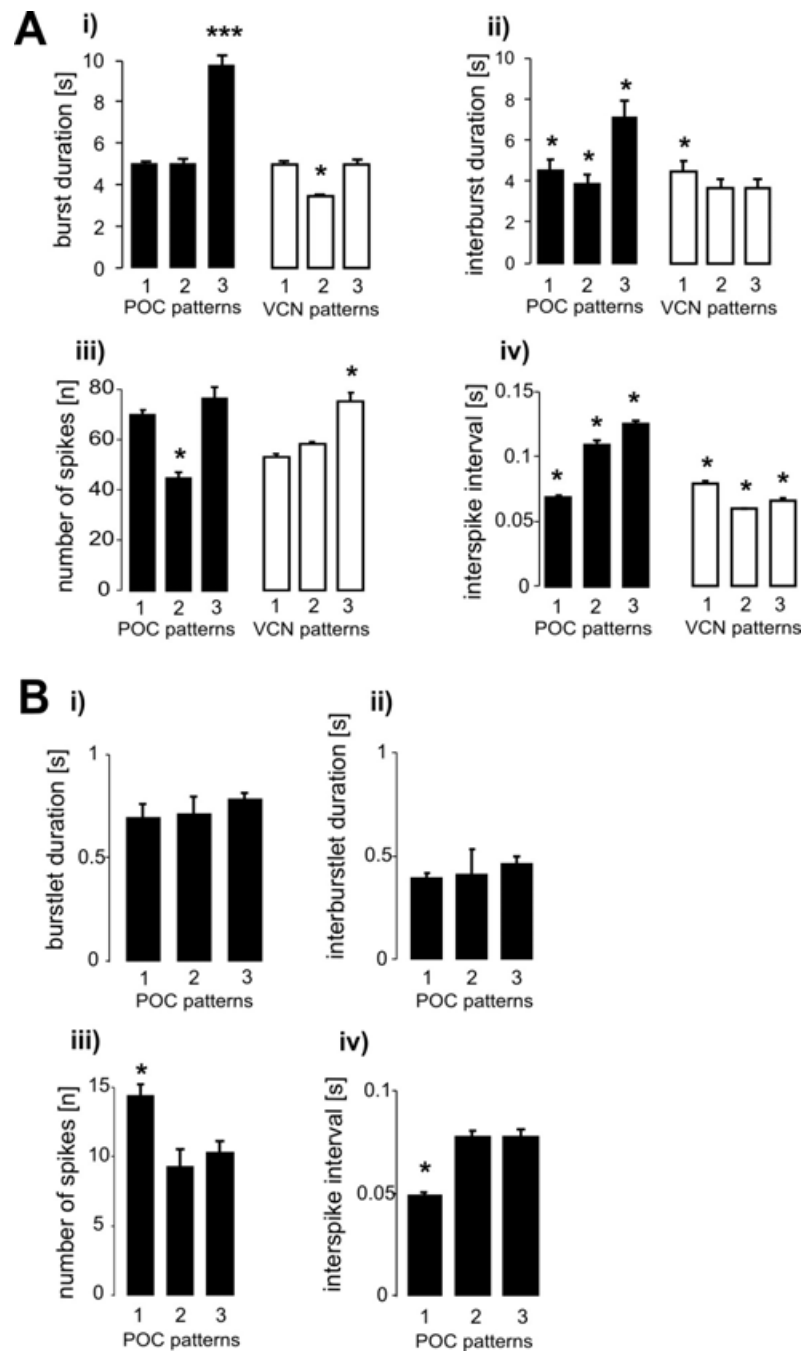 A
i)
***
burst duration [s]
10
8
6
4
2
0
*
1 2 3 1 2 3
POC patterns VCN patterns
ii)
interburst duration [s]
10
8
6
4
2
0
* * * *
1 2 3 1 2 3
POC patterns VCN patterns
iii)
number of spikes [n]
80
60
40
20
0
* *
1 2 3 1 2 3
POC patterns VCN patterns
iv)
interspike interval [s]
0.15
0.1
0.05
0
* * * * * *
1 2 3 1 2 3
POC patterns VCN patterns
B
i)
burstlet duration [s]
1
0.5
0
1 2 3
POC patterns
ii)
interburstlet duration [s]
1
0.5
0
1 2 3
POC patterns
iii)
number of spikes [n]
15
10
5
0
*
1 2 3
POC patterns
iv)
interspike interval [s]
0.1
0.05
0
*
1 2 3
POC patterns